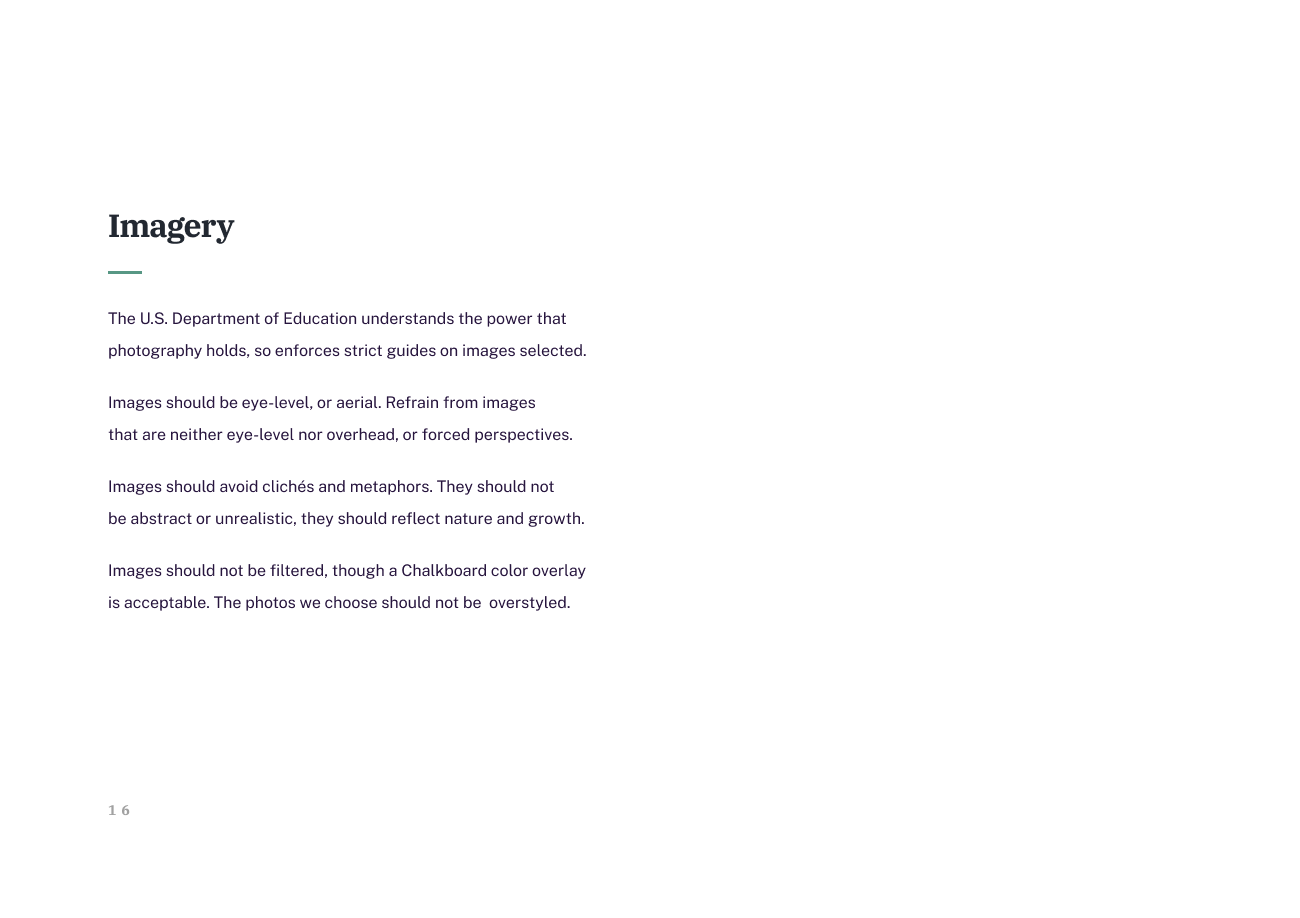 Imagery
The U.S. Department of Education understands the power that
photography holds, so enforces strict guides on images selected.
Images should be eye-level, or aerial. Refrain from images
that are neither eye-level nor overhead, or forced perspectives.
Images should avoid clichés and metaphors. They should not
be abstract or unrealistic, they should reflect nature and growth.
Images should not be filtered, though a Chalkboard color overlay
is acceptable. The photos we choose should not be  overstyled.
16